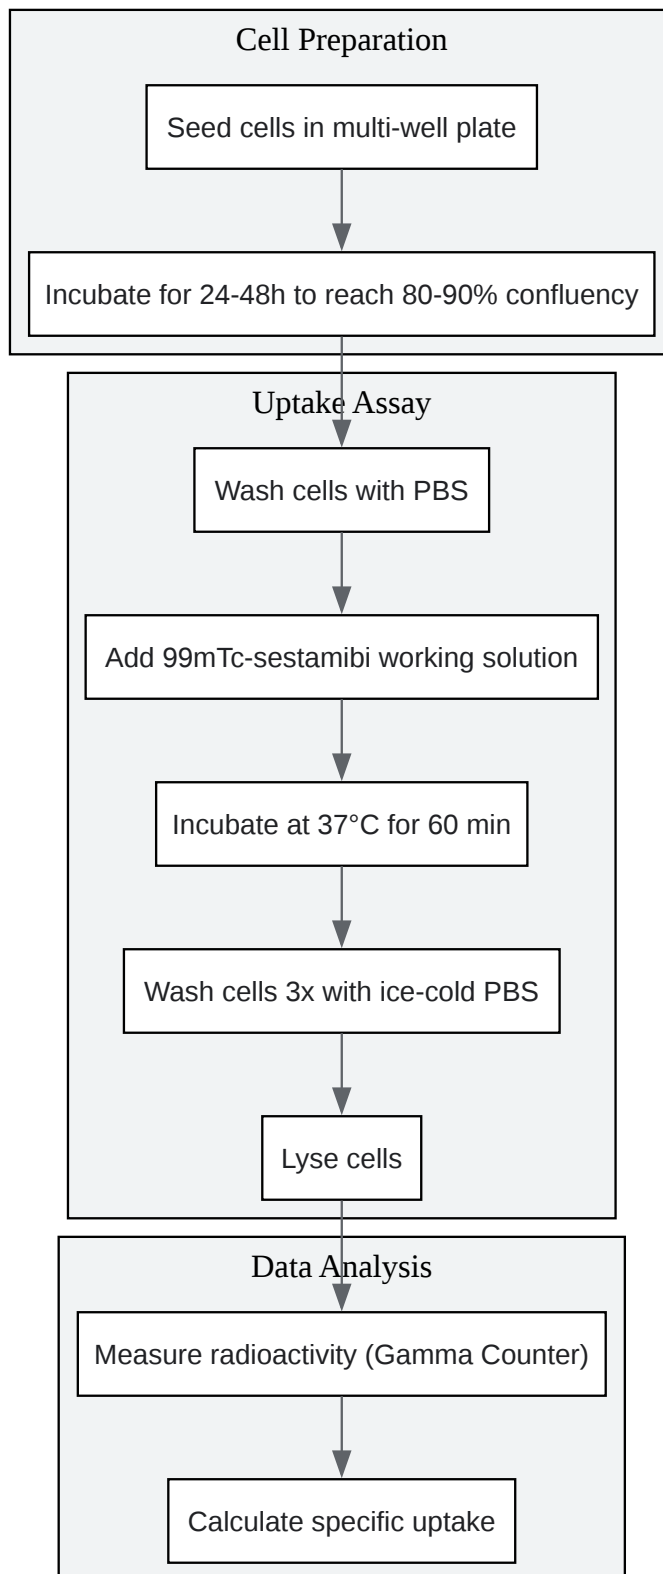 Cell Preparation
Seed cells in multi-well plate
Incubate for 24-48h to reach 80-90% confluency
Uptake Assay
Wash cells with PBS
Add 99mTc-sestamibi working solution
Incubate at 37°C for 60 min
Wash cells 3x with ice-cold PBS
Lyse cells
Data Analysis
Measure radioactivity (Gamma Counter)
Calculate specific uptake